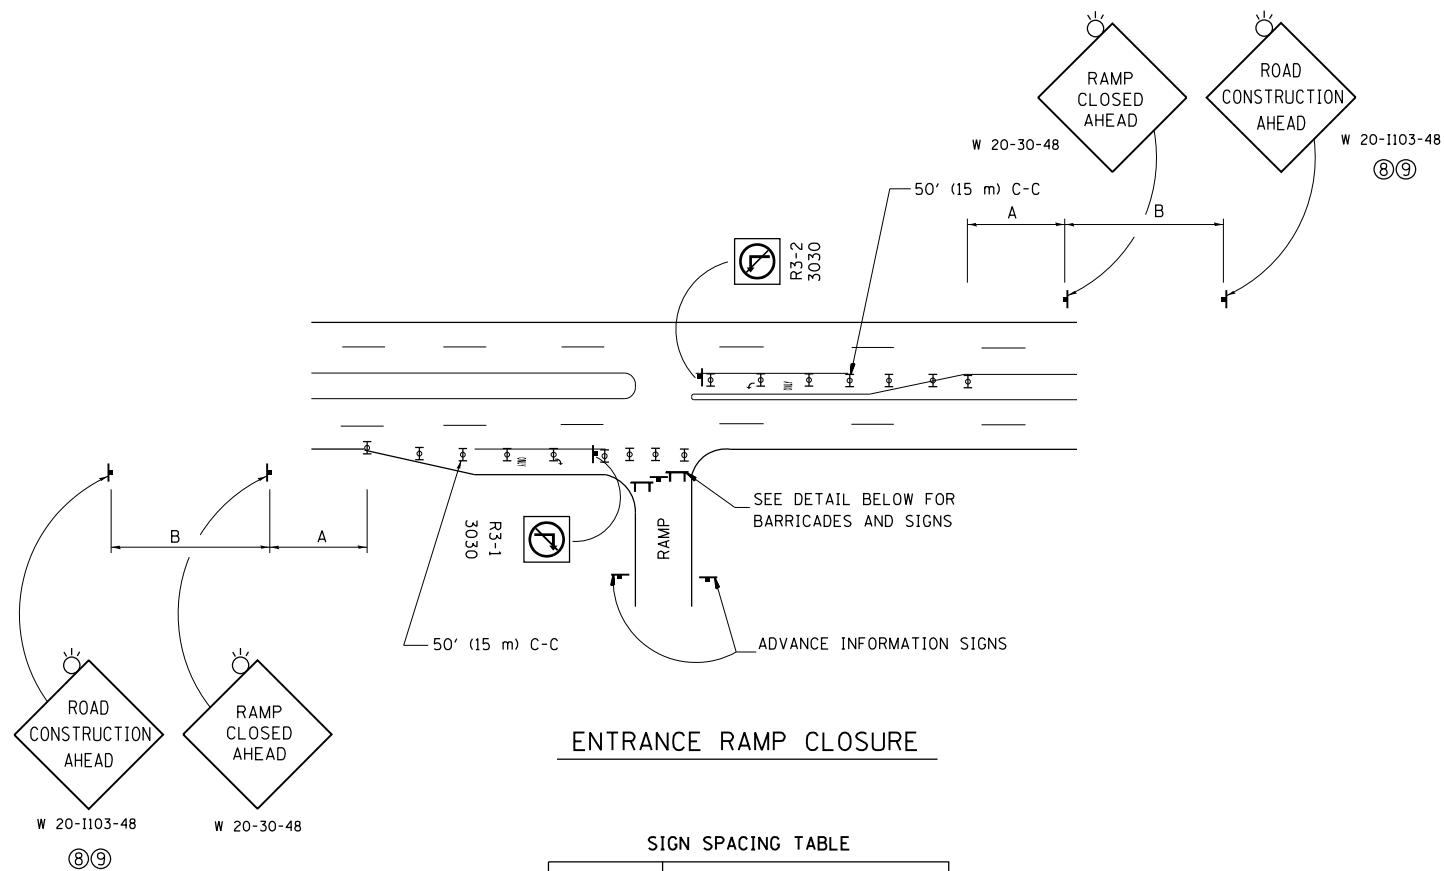 RAMP
CLOSED
AHEAD
W 20-30-48
ROAD
CONSTRUCTION
AHEAD
W 20-I103-48
⑧⑨
50' (15 m) C-C
A
B
R3-2
3030
ONLY
ONLY
R3-1
3030
RAMP
SEE DETAIL BELOW FOR
BARRICADES AND SIGNS
B
A
50' (15 m) C-C
ADVANCE INFORMATION SIGNS
ROAD
CONSTRUCTION
AHEAD
W 20-I103-48
⑧⑨
RAMP
CLOSED
AHEAD
W 20-30-48
ENTRANCE RAMP CLOSURE
SIGN SPACING TABLE